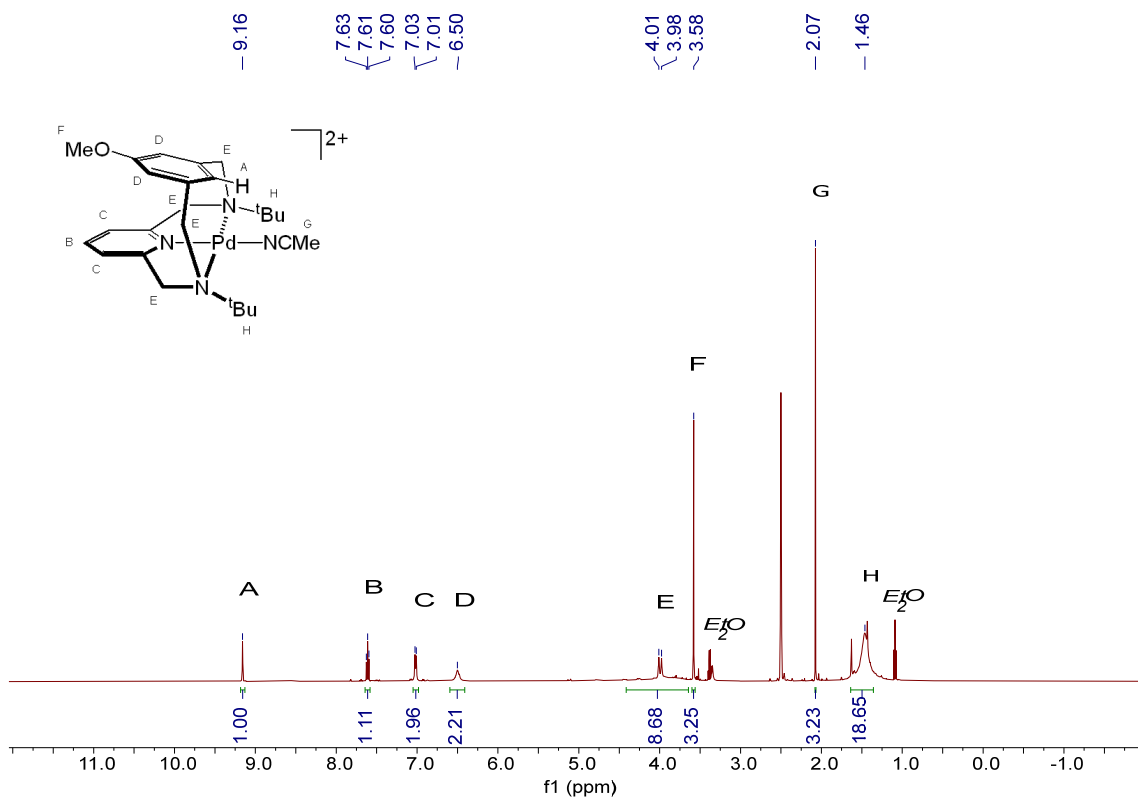 9.16
7.63
7.61
7.60
7.03
7.01
6.50
4.01
3.98
3.58
2.07
1.46
2+
F
MeO
D
D
E
A
H
N
H
tBu
E
E
C
B
C
N
Pd
NCMe
G
E
N
tBu
H
G
F
A
B
C
D
E
Et2O
H
Et2O
1.00
1.11
1.96
2.21
8.68
3.25
3.23
18.65
11.0 10.0 9.0 8.0 7.0 6.0 5.0 4.0 3.0 2.0 1.0 0.0 -1.0
f1 (ppm)